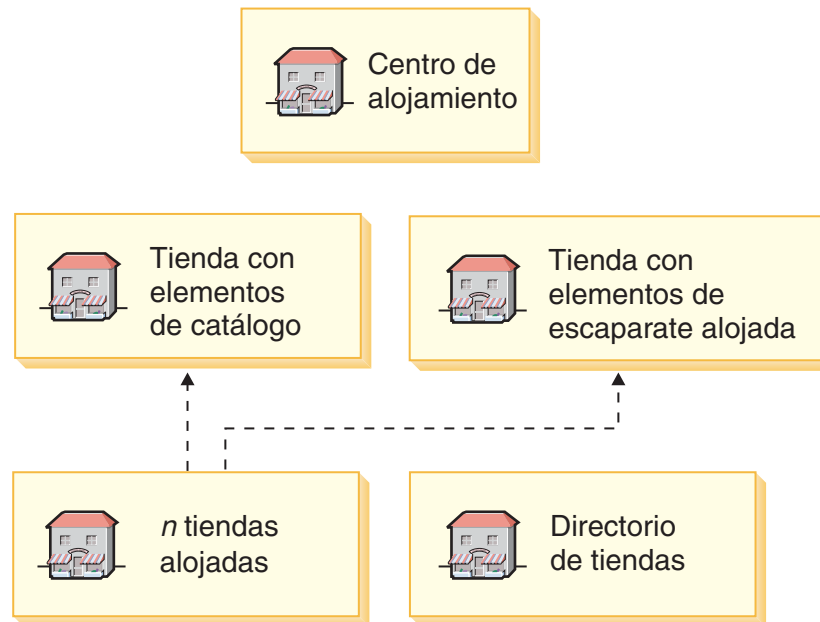 Centro de
alojamiento
Tienda con
elementos
de catálogo
Tienda con
elementos de
escaparate alojada
n tiendas
alojadas
Directorio
de tiendas